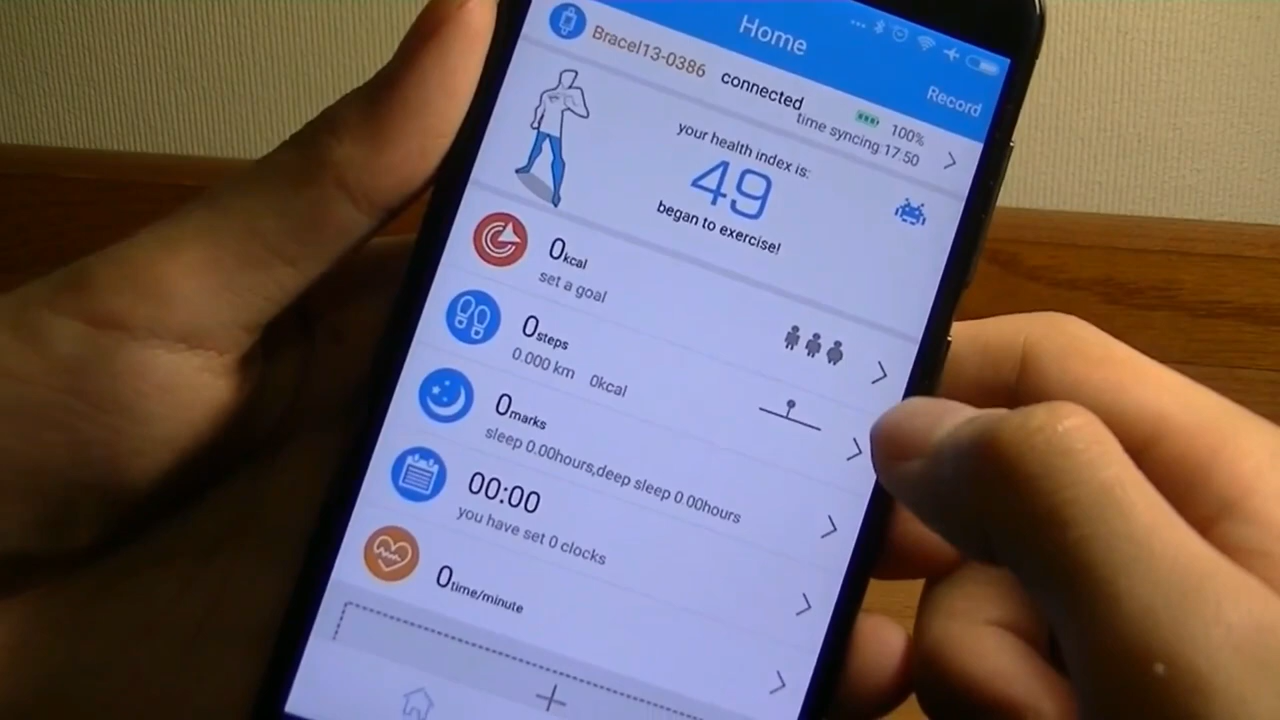 Home
Record
Bracel13-0386 connected
100%
time syncing:17:50
your health index is:
49
began to exercise!
0kcal
set a goal
0steps
0.000 km 0kcal
0marks
sleep 0.00hours,deep sleep 0.00hours
00:00
you have set 0 clocks
0time/minute